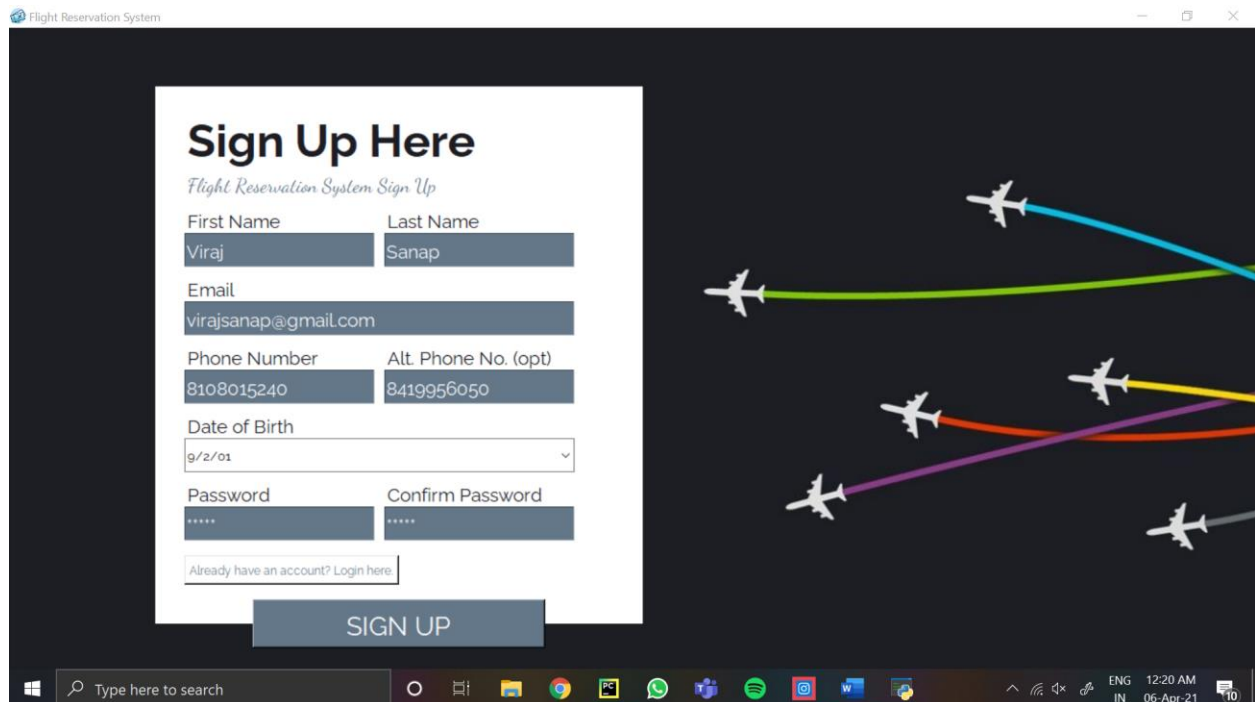 Flight Reservation System
Sign Up Here
Flight Reservation System Sign Up
First Name Last Name
Viraj Sanap
Email
virajsanap@gmail.com
Phone Number Alt. Phone No. (opt)
8108015240 8419956050
Date of Birth
9/2/01
Password Confirm Password
***** *****
Already have an account? Login here.
SIGN UP
Type here to search
ENG 12:20 AM
IN 06-Apr-21
10